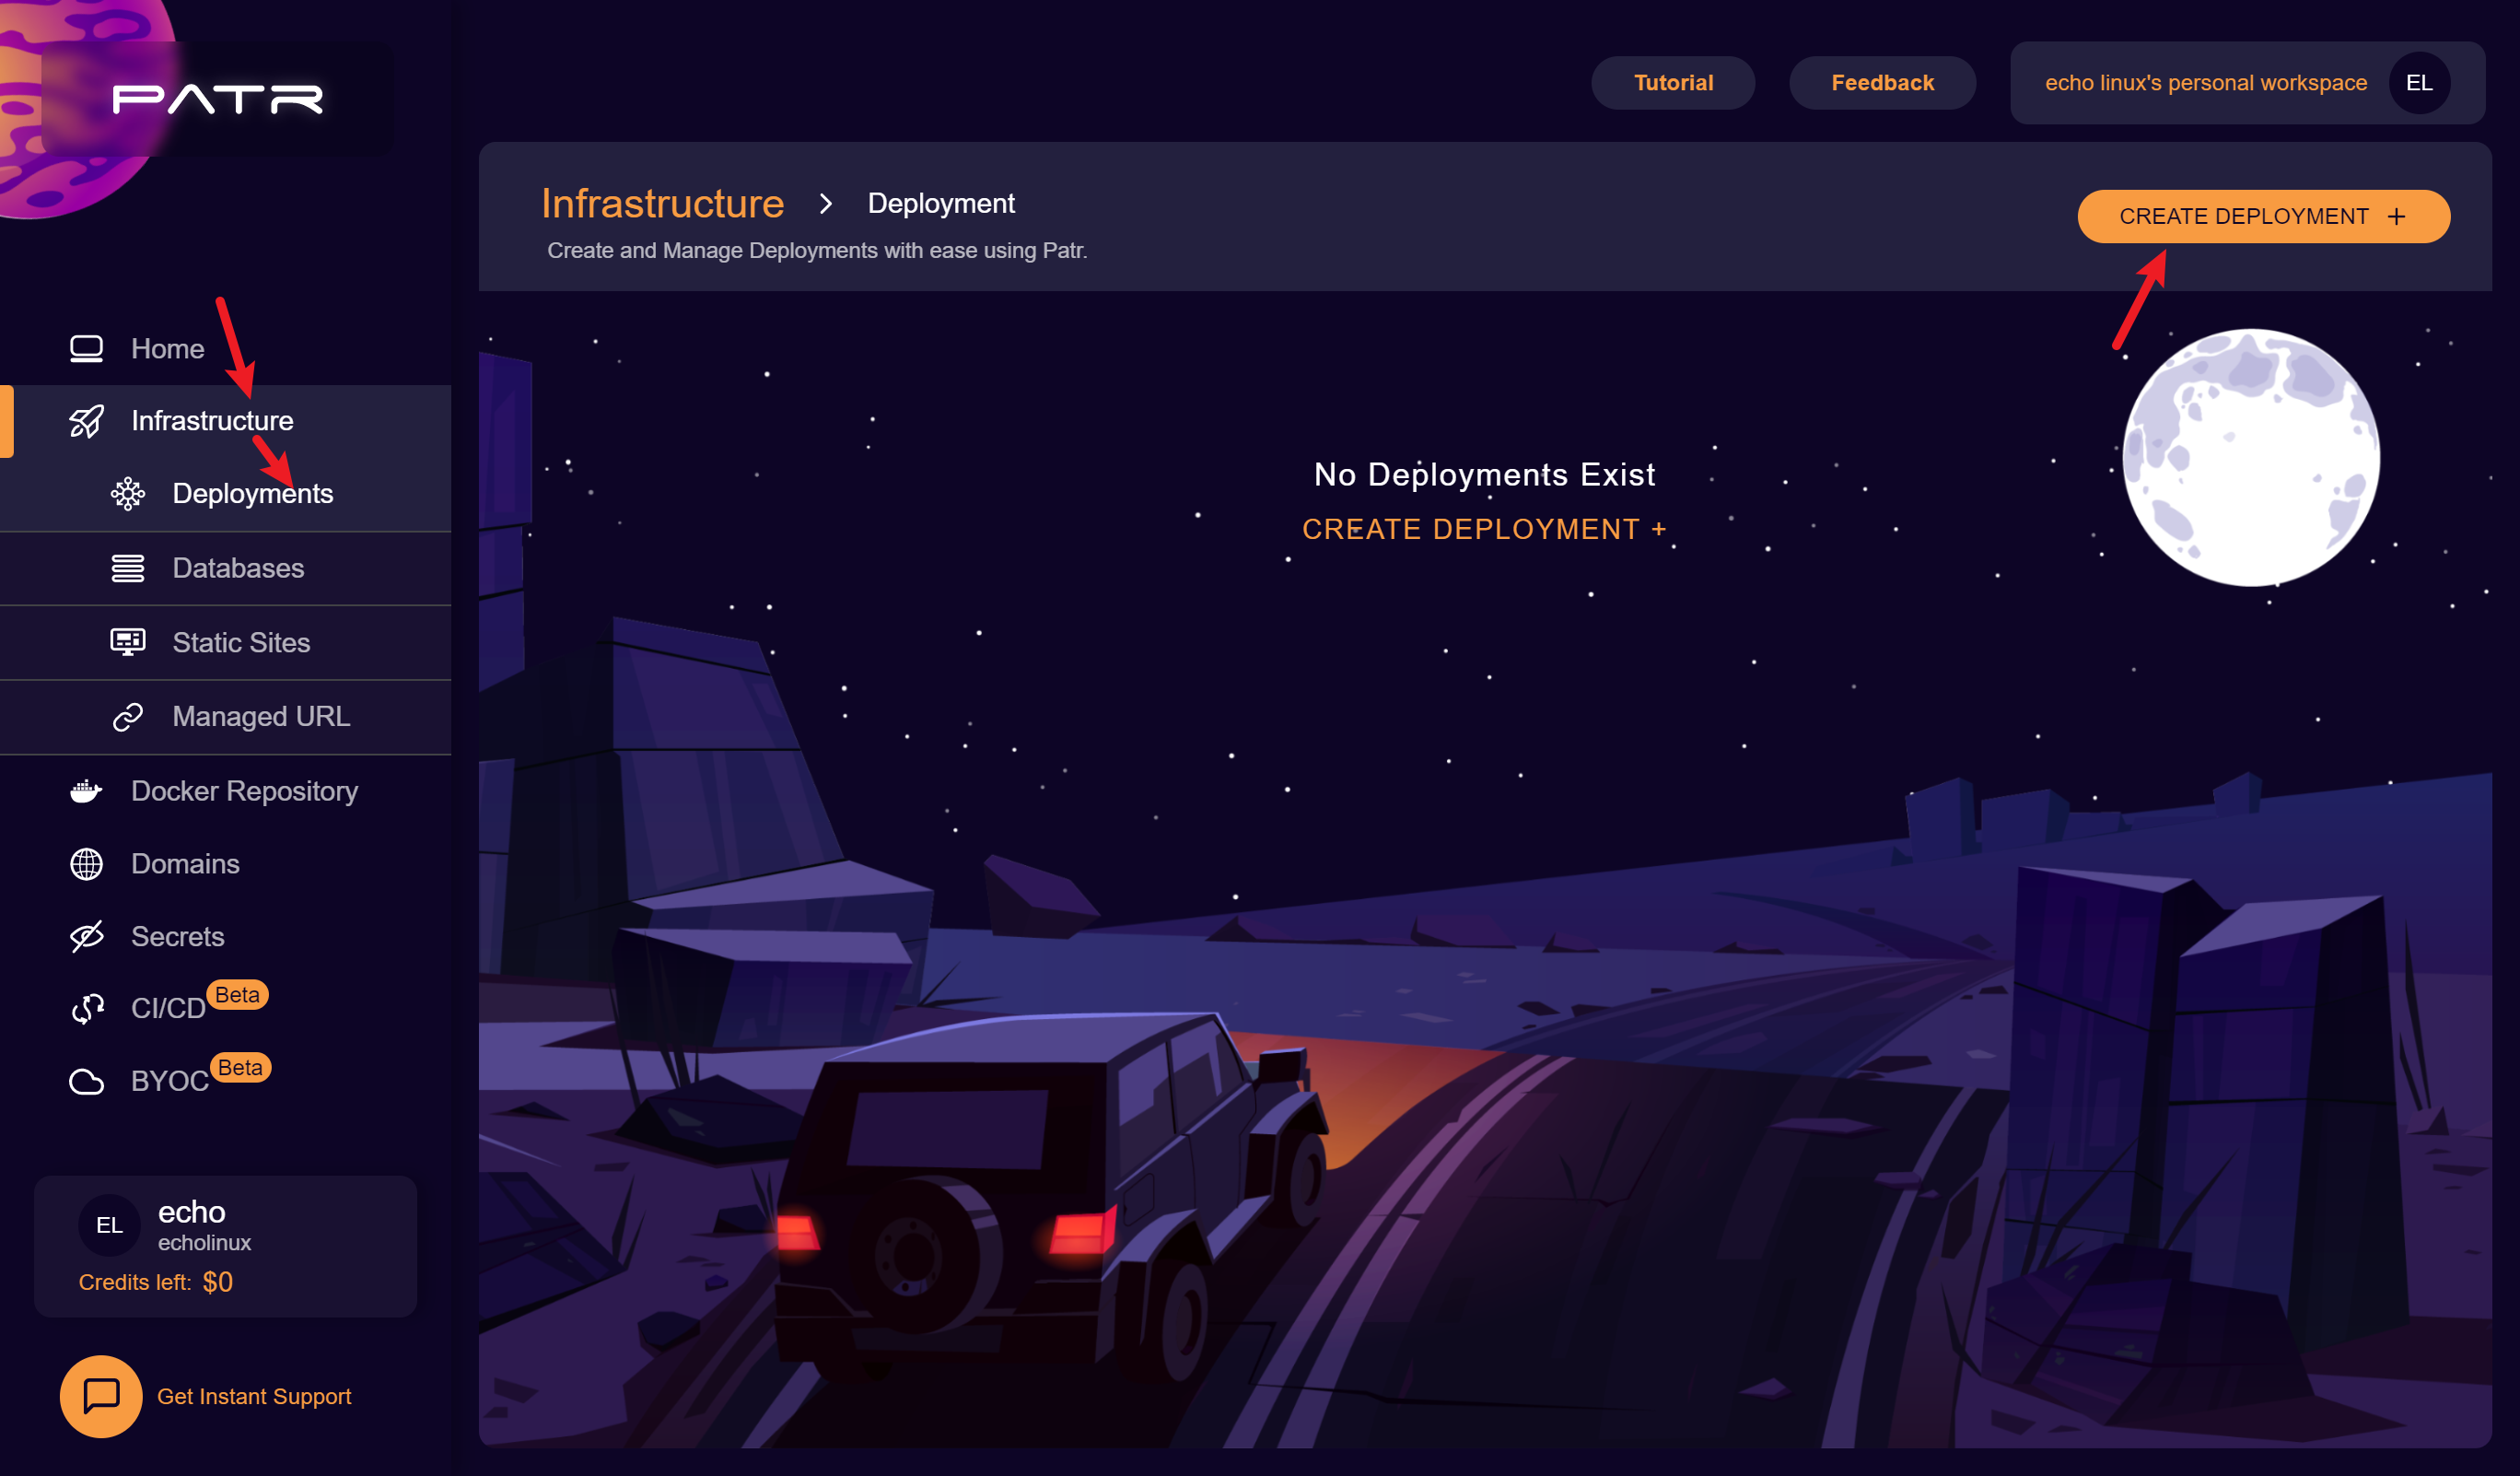 PATR
Tutorial
Feedback
echo linux's personal workspace
EL
Infrastructure
Deployment
Create and Manage Deployments with ease using Patr.
CREATE DEPLOYMENT +
Home
Infrastructure
Deployments
Databases
Static Sites
Managed URL
Docker Repository
Domains
Secrets
CI/CD Beta
BYOC Beta
No Deployments Exist
CREATE DEPLOYMENT +
EL
echo
echolinux
Credits left: $0
Get Instant Support